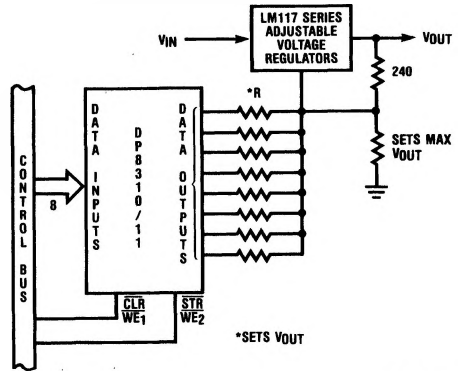 LM117 SERIES
ADJUSTABLE
VOLTAGE
REGULATORS
VIN
VOUT
240
*R
SETS MAX
VOUT
CONTROL BUS
8
DATA INPUTS
DP8310/11
DATA OUTPUTS
CLR
WE1
STR
WE2
*SETS VOUT